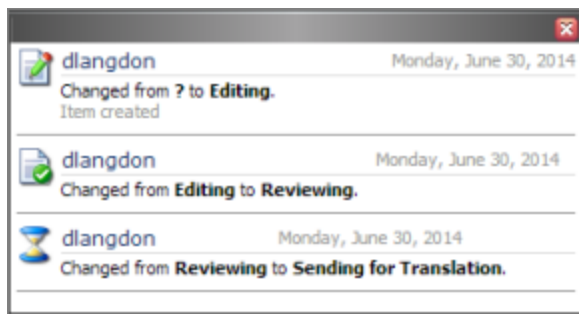 dlangdon Monday, June 30, 2014
Changed from ? to Editing.
Item created
dlangdon Monday, June 30, 2014
Changed from Editing to Reviewing.
dlangdon Monday, June 30, 2014
Changed from Reviewing to Sending for Translation.